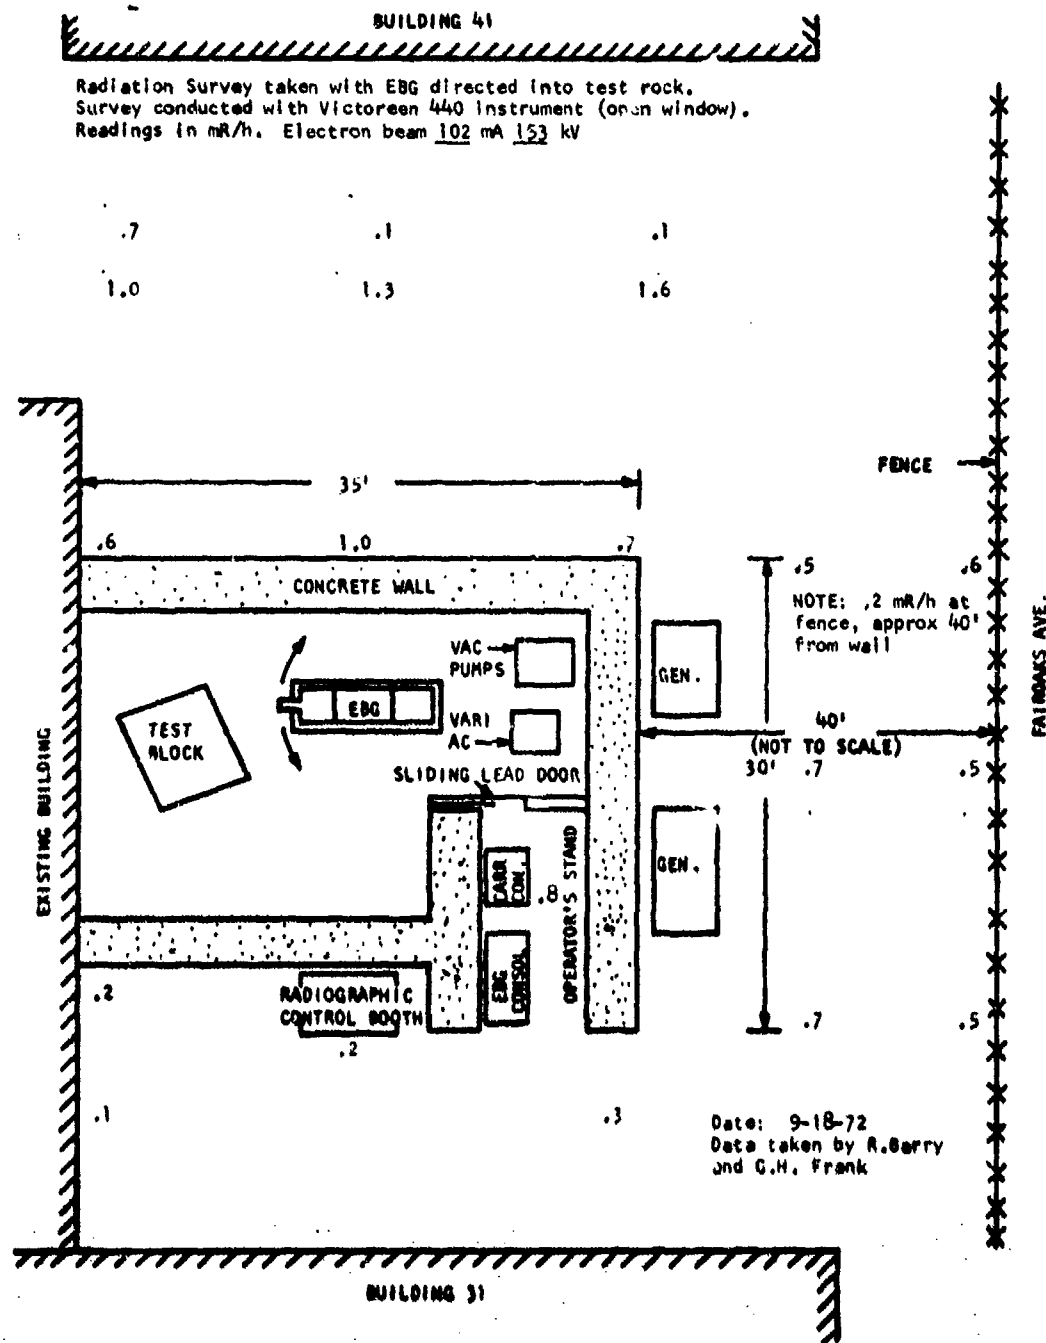 BUILDING 41
Radiation Survey taken with EBG directed into test rock.
Survey conducted with Victoreen 440 instrument (open window).
Readings in mR/h. Electron beam 102 mA 153 kV
.7 .1 .1
1.0 1.3 1.6
FENCE
35'
.6 1.0 .7
.5 .6
CONCRETE WALL
NOTE: .2 mR/h at
fence, approx 40'
from wall
FAIROAKS AVE.
VAC
PUMPS
GEN.
EBG
TEST
BLOCK
VARI
AC
40'
(NOT TO SCALE)
30' .7 .5
SLIDING LEAD DOOR
EXISTING BUILDING
OPERATOR'S STAND
CARR
CON.
.8
GEN.
EBG
CONSOL
.2
RADIOGRAPHIC
CONTROL BOOTH
.2
.7 .5
.1 .3
Date: 9-18-72
Data taken by R.Barry
and G.H. Frank
BUILDING 31